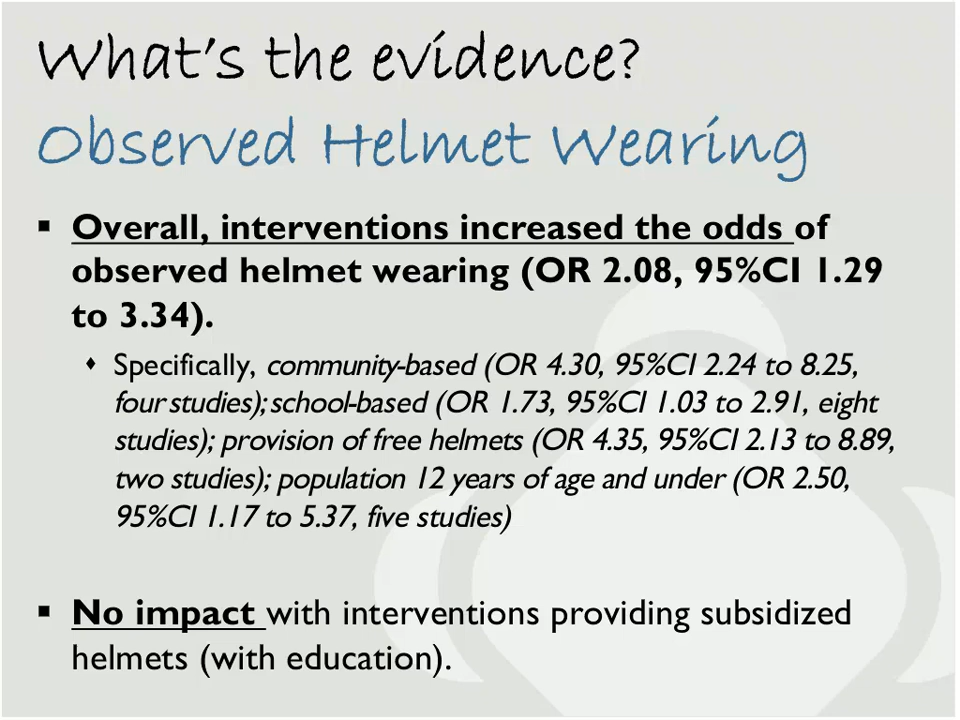 What's the evidence?
Observed Helmet Wearing
▪ Overall, interventions increased the odds of
observed helmet wearing (OR 2.08, 95%CI 1.29
to 3.34).
⬧ Specifically, community-based (OR 4.30, 95%CI 2.24 to 8.25,
four studies); school-based (OR 1.73, 95%CI 1.03 to 2.91, eight
studies); provision of free helmets (OR 4.35, 95%CI 2.13 to 8.89,
two studies); population 12 years of age and under (OR 2.50,
95%CI 1.17 to 5.37, five studies)
▪ No impact with interventions providing subsidized
helmets (with education).